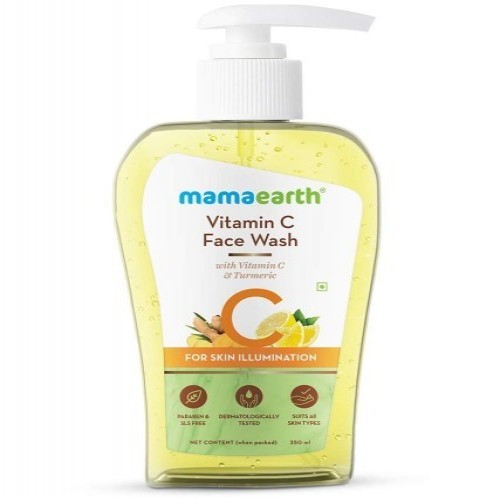 mamaearth®
Vitamin C
Face Wash
with Vitamin C
& Turmeric
C
FOR SKIN ILLUMINATION
PARABEN & SLS FREE
DERMATOLOGICALLY TESTED
SUITS all SKIN TYPES
NET CONTENT (when packed): 250 ml